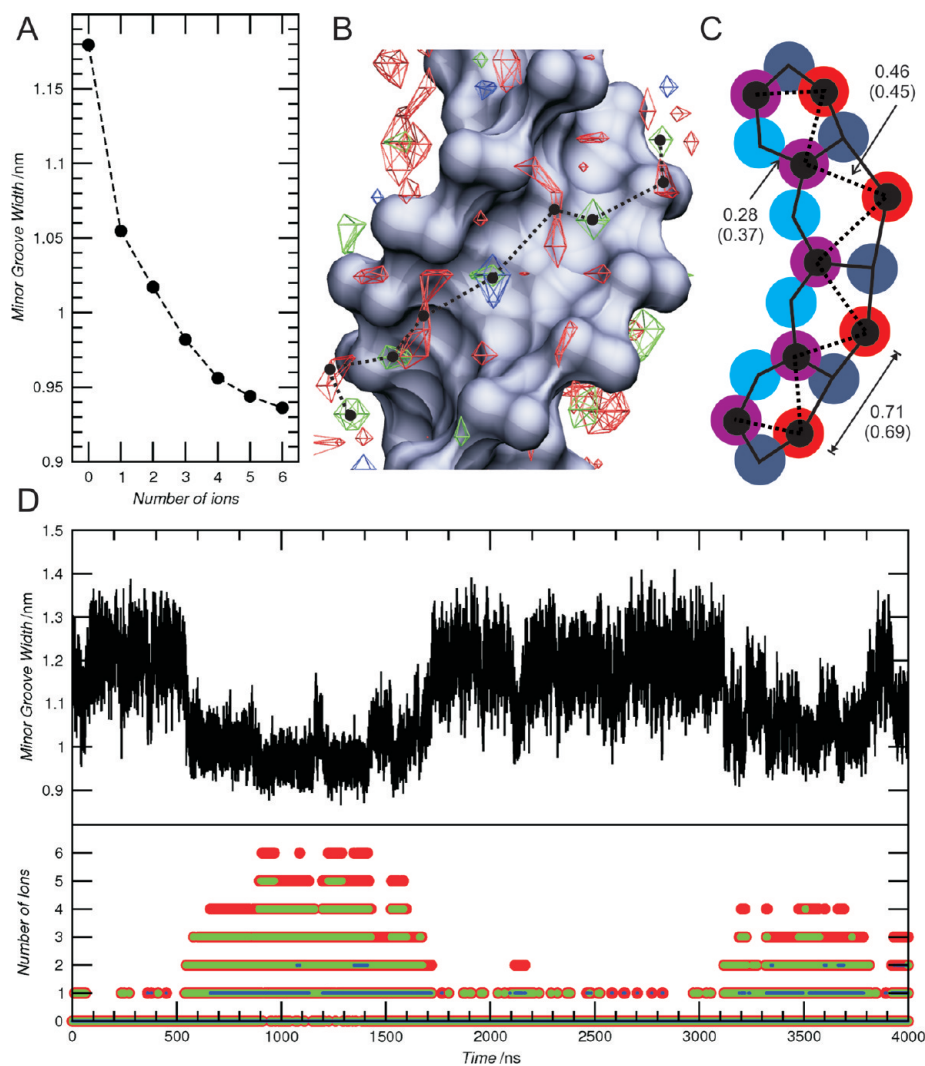 A
B
C
Minor Groove Width /nm
1.15
1.1
1.05
1
0.95
0.9
0 1 2 3 4 5 6
Number of ions
0.46
(0.45)
0.28
(0.37)
0.71
(0.69)
D
Minor Groove Width /nm
1.5
1.4
1.3
1.2
1.1
1
0.9
Number of Ions
6
5
4
3
2
1
0
0 500 1000 1500 2000 2500 3000 3500 4000
Time /ns